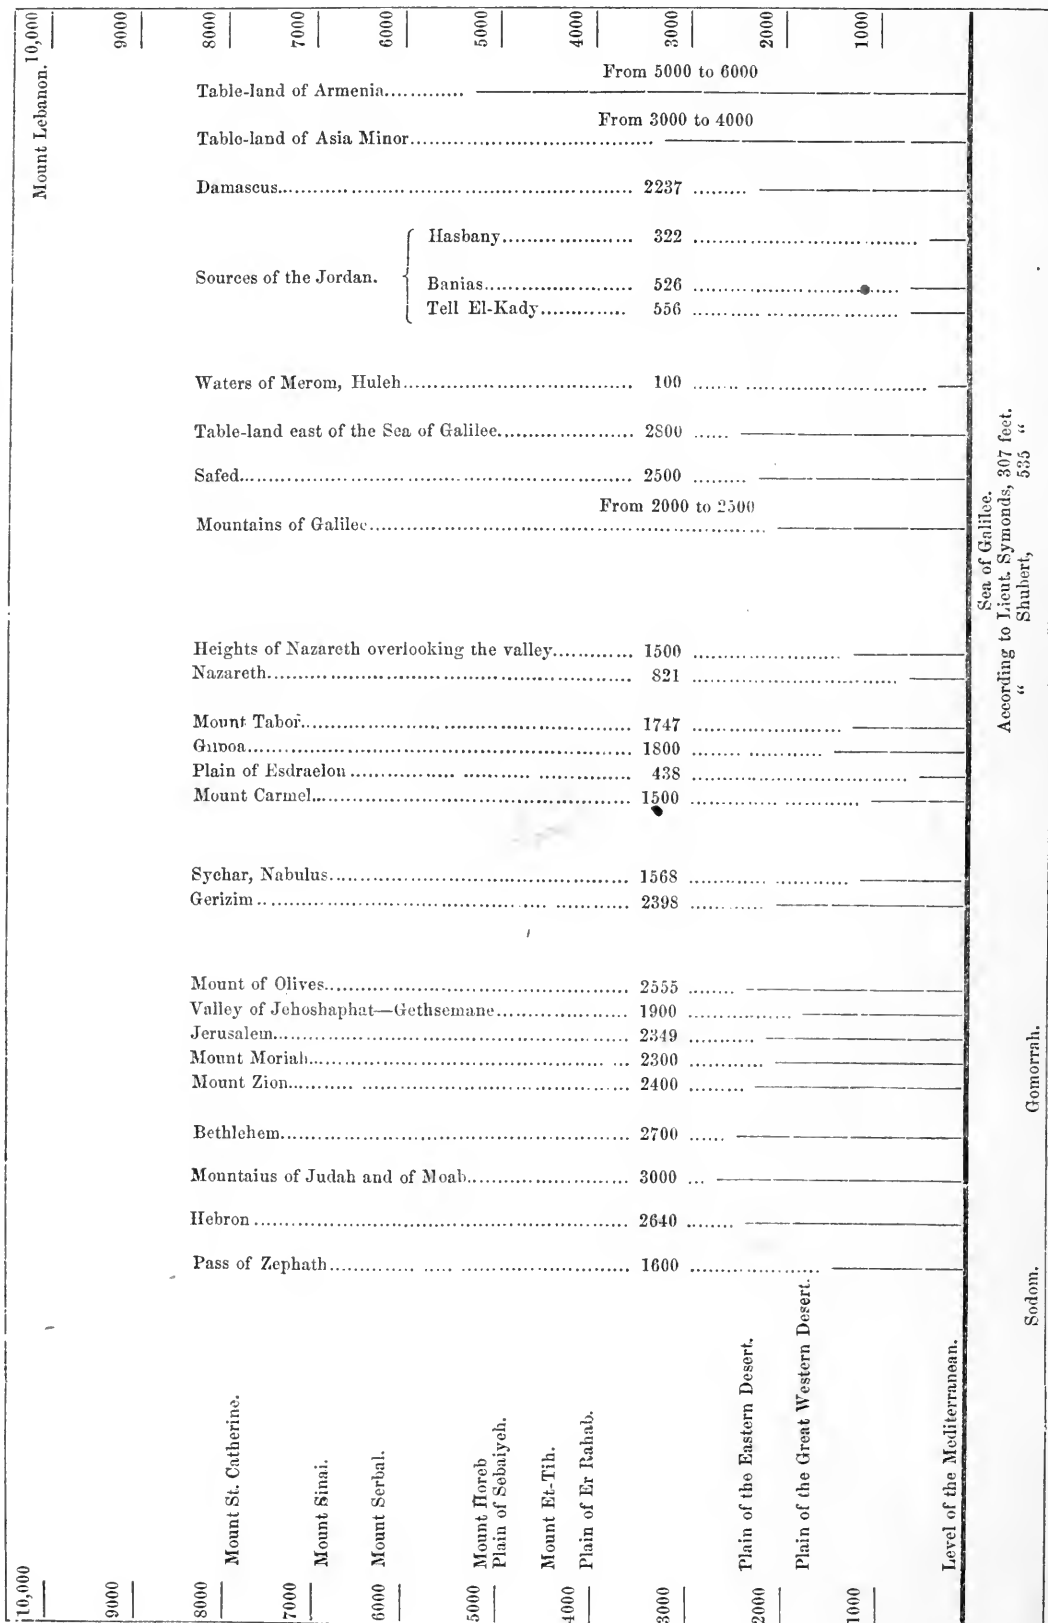 10,000 9000 8000 7000 6000 5000 4000 3000 2000 1000
Mount Lebanon.
From 5000 to 6000
Table-land of Armenia.............
From 3000 to 4000
Table-land of Asia Minor........................................
Damascus.......................................................... 2237 .........
Sources of the Jordan.
Hasbany...................... 322 .......................................
Banias......................... 526 ....................................
Tell El-Kady.............. 556 ....................................
Waters of Merom, Huleh...................................... 100 ........................................
Table-land east of the Sea of Galilee...................... 2800 ......
Safed................................................................ 2500 .........
From 2000 to 2500
Mountains of Galilee..................................................................
Sea of Galilee.
According to Lieut. Symonds, 307 feet.
" Shubert, 535 "
Heights of Nazareth overlooking the valley............. 1500 .........................
Nazareth............................................................ 821 ...................................
Mount Tabor...................................................... 1747 .........................
Gilboa................................................................ 1800 ......................
Plain of Esdraelon.............................................. 438 .....................................
Mount Carmel.................................................... 1500 ............................
Sychar, Nabulus.................................................. 1568 ..........................
Gerizim.............................................................. 2398 ............
Mount of Olives.................................................. 2555 ........
Valley of Jehoshaphat—Gethsemane...................... 1900 .................
Jerusalem........................................................... 2349 ...........
Mount Moriah..................................................... 2300 ............
Mount Zion........................................................ 2400 .........
Gomorrah.
Bethlehem.......................................................... 2700 ......
Mountains of Judah and of Moab.......................... 3000 ...
Hebron............................................................... 2640 ........
Pass of Zephath.................................................. 1600 ......................
Sodom.
Mount St. Catherine.
Mount Sinai.
Mount Serbal.
Mount Horeb
Plain of Sebaiyeh.
Mount Et-Tih.
Plain of Er Rahab.
Plain of the Eastern Desert.
Plain of the Great Western Desert.
Level of the Mediterranean.
10,000 9000 8000 7000 6000 5000 4000 3000 2000 1000